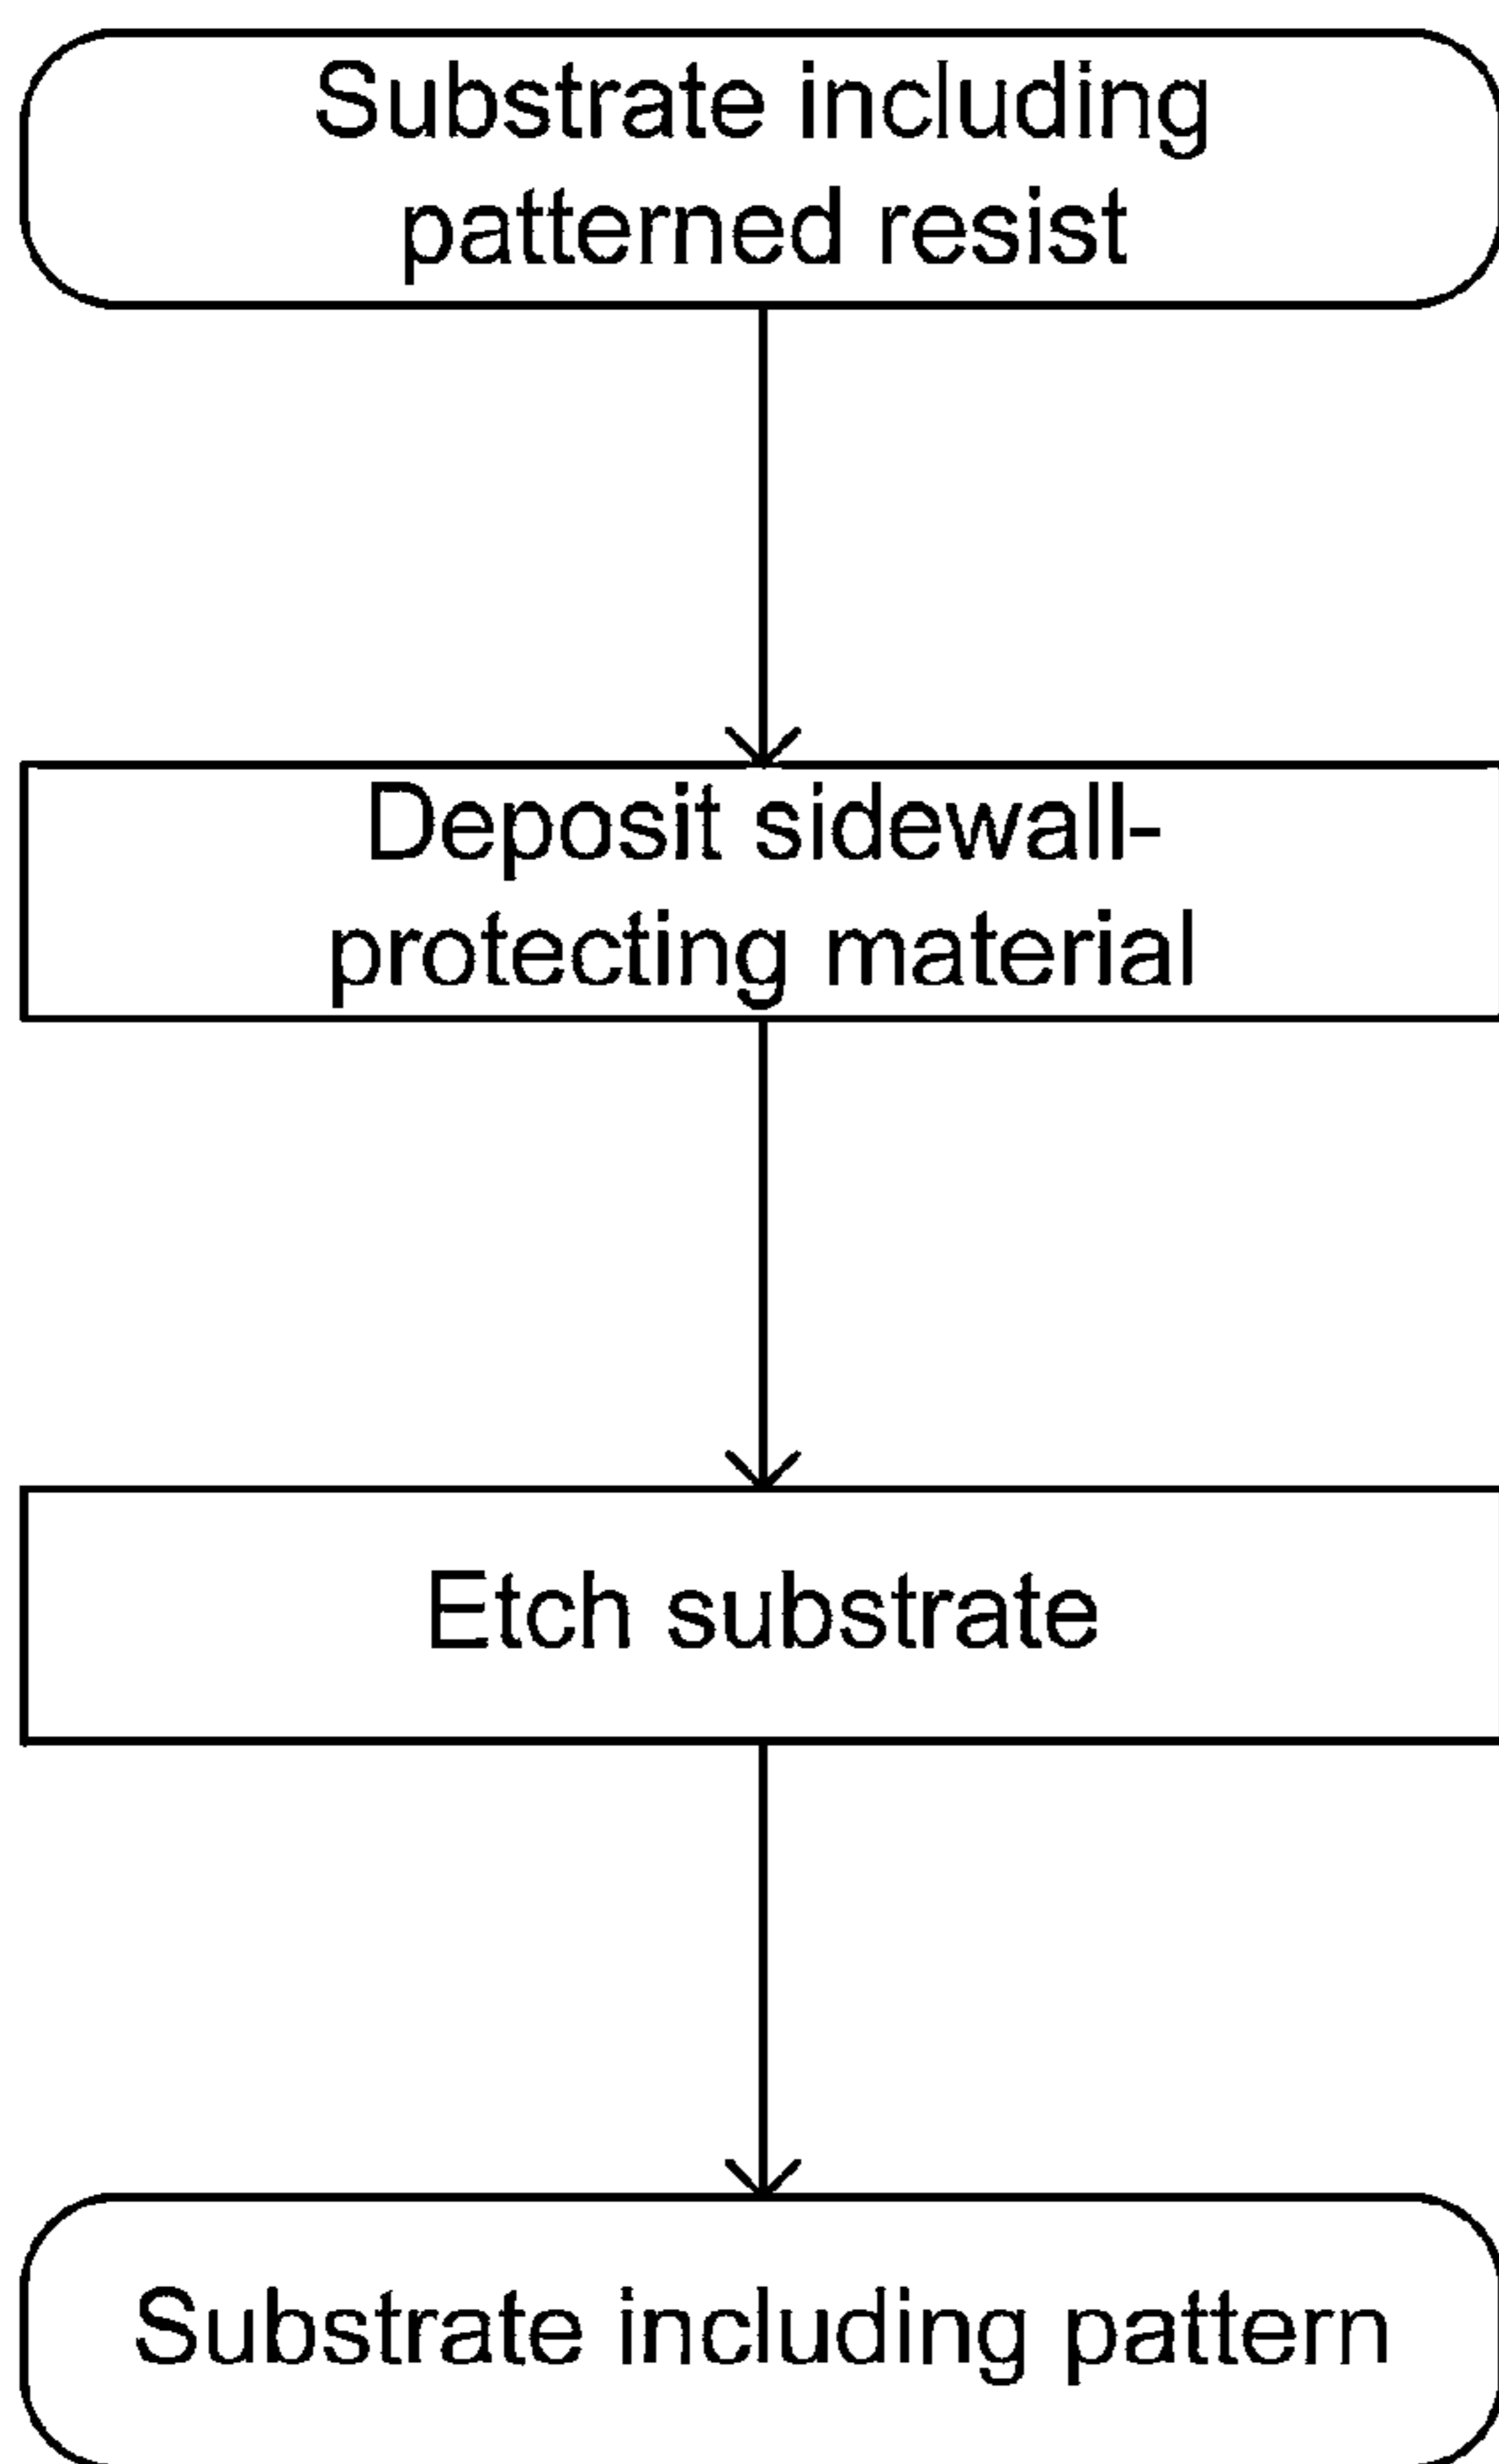 Substrate including
patterned resist
Deposit sidewall-
protecting material
Etch substrate
Substrate including pattern